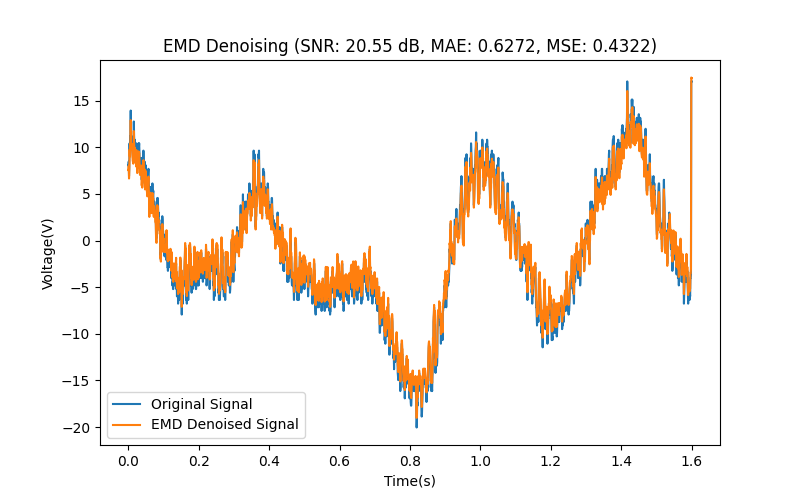 EMD Denoising (SNR: 20.55 dB, MAE: 0.6272, MSE: 0.4322)
Voltage(V)
15
10
5
0
−5
−10
−15
−20
Original Signal
EMD Denoised Signal
0.0 0.2 0.4 0.6 0.8 1.0 1.2 1.4 1.6
Time(s)